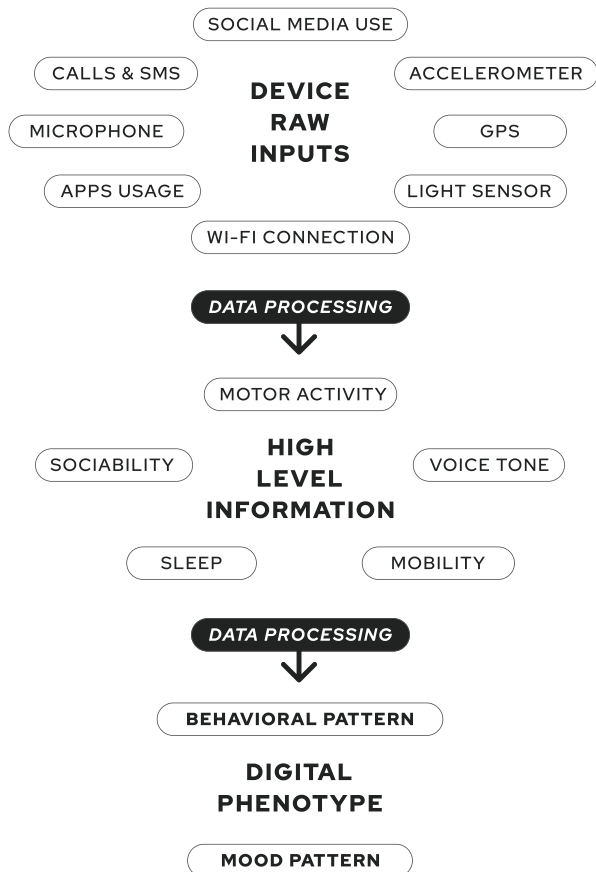 SOCIAL MEDIA USE
CALLS & SMS
ACCELEROMETER
DEVICE
RAW
INPUTS
MICROPHONE
GPS
APPS USAGE
LIGHT SENSOR
WI-FI CONNECTION
DATA PROCESSING
MOTOR ACTIVITY
HIGH
LEVEL
INFORMATION
SOCIABILITY
VOICE TONE
SLEEP
MOBILITY
DATA PROCESSING
BEHAVIORAL PATTERN
DIGITAL
PHENOTYPE
MOOD PATTERN